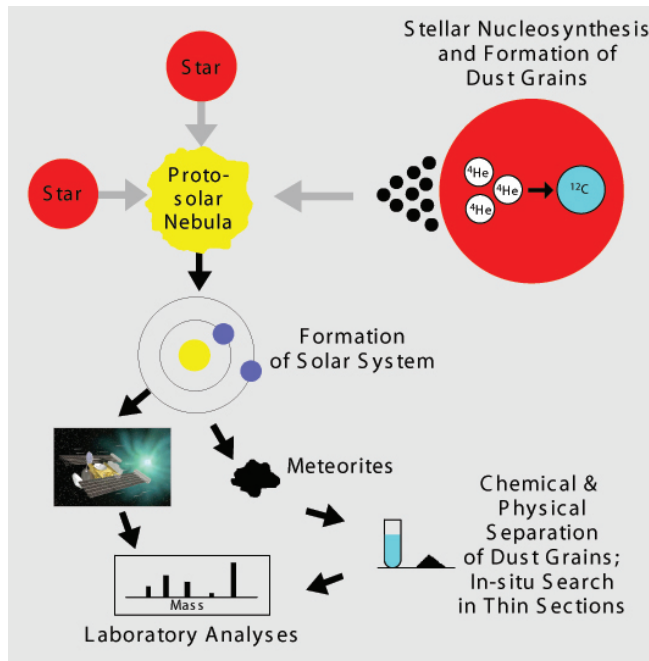 Stellar Nucleosynthesis
and Formation of
Dust Grains
Star
Star
Proto-
solar
Nebula
⁴He
⁴He
⁴He
¹²C
Formation
of Solar System
Meteorites
Chemical &
Physical
Separation
of Dust Grains;
In-situ Search
in Thin Sections
Mass
Laboratory Analyses